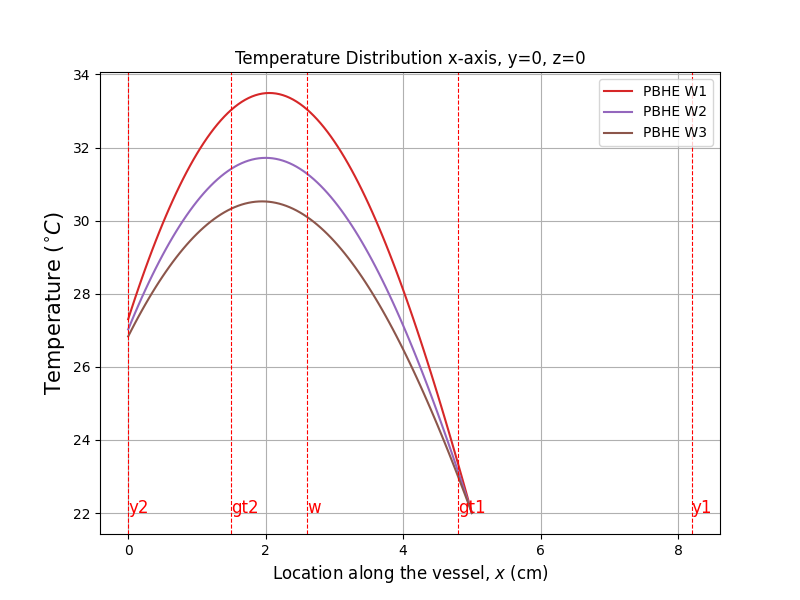 Temperature Distribution x-axis, y=0, z=0
PBHE W1
PBHE W2
PBHE W3
Temperature (°C)
34
32
30
28
26
24
22
y2
gt2
w
gt1
y1
0
2
4
6
8
Location along the vessel, x (cm)